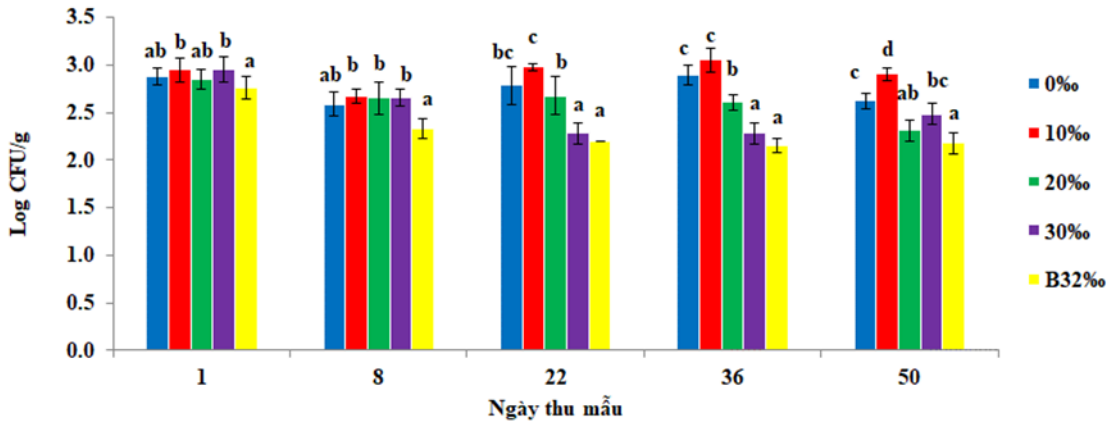 3.5
3.0
2.5
2.0
1.5
1.0
0.5
0.0
Log CFU/g
ab b ab b a
b b b b a
bc c b a a
c c b a a
c d ab bc a
1 8 22 36 50
Ngày thu mẫu
0‰
10‰
20‰
30‰
B32‰